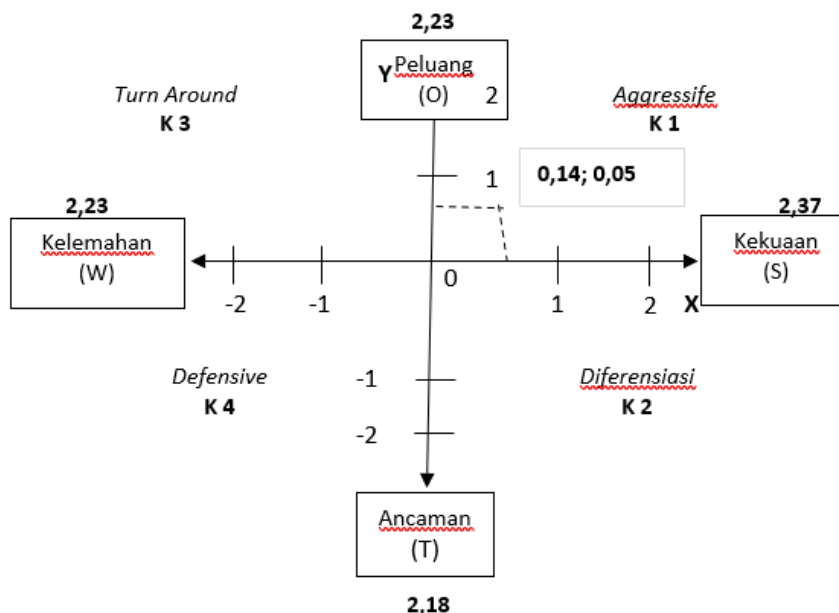 2,23
Y Peluang
(O) 2
Turn Around
K 3
Aggressife
K 1
1
0,14; 0,05
2,23
Kelemahan
(W)
2,37
Kekuaan
(S)
-2 -1 0 1 2 X
Defensive
K 4
-1
Diferensiasi
K 2
-2
Ancaman
(T)
2,18